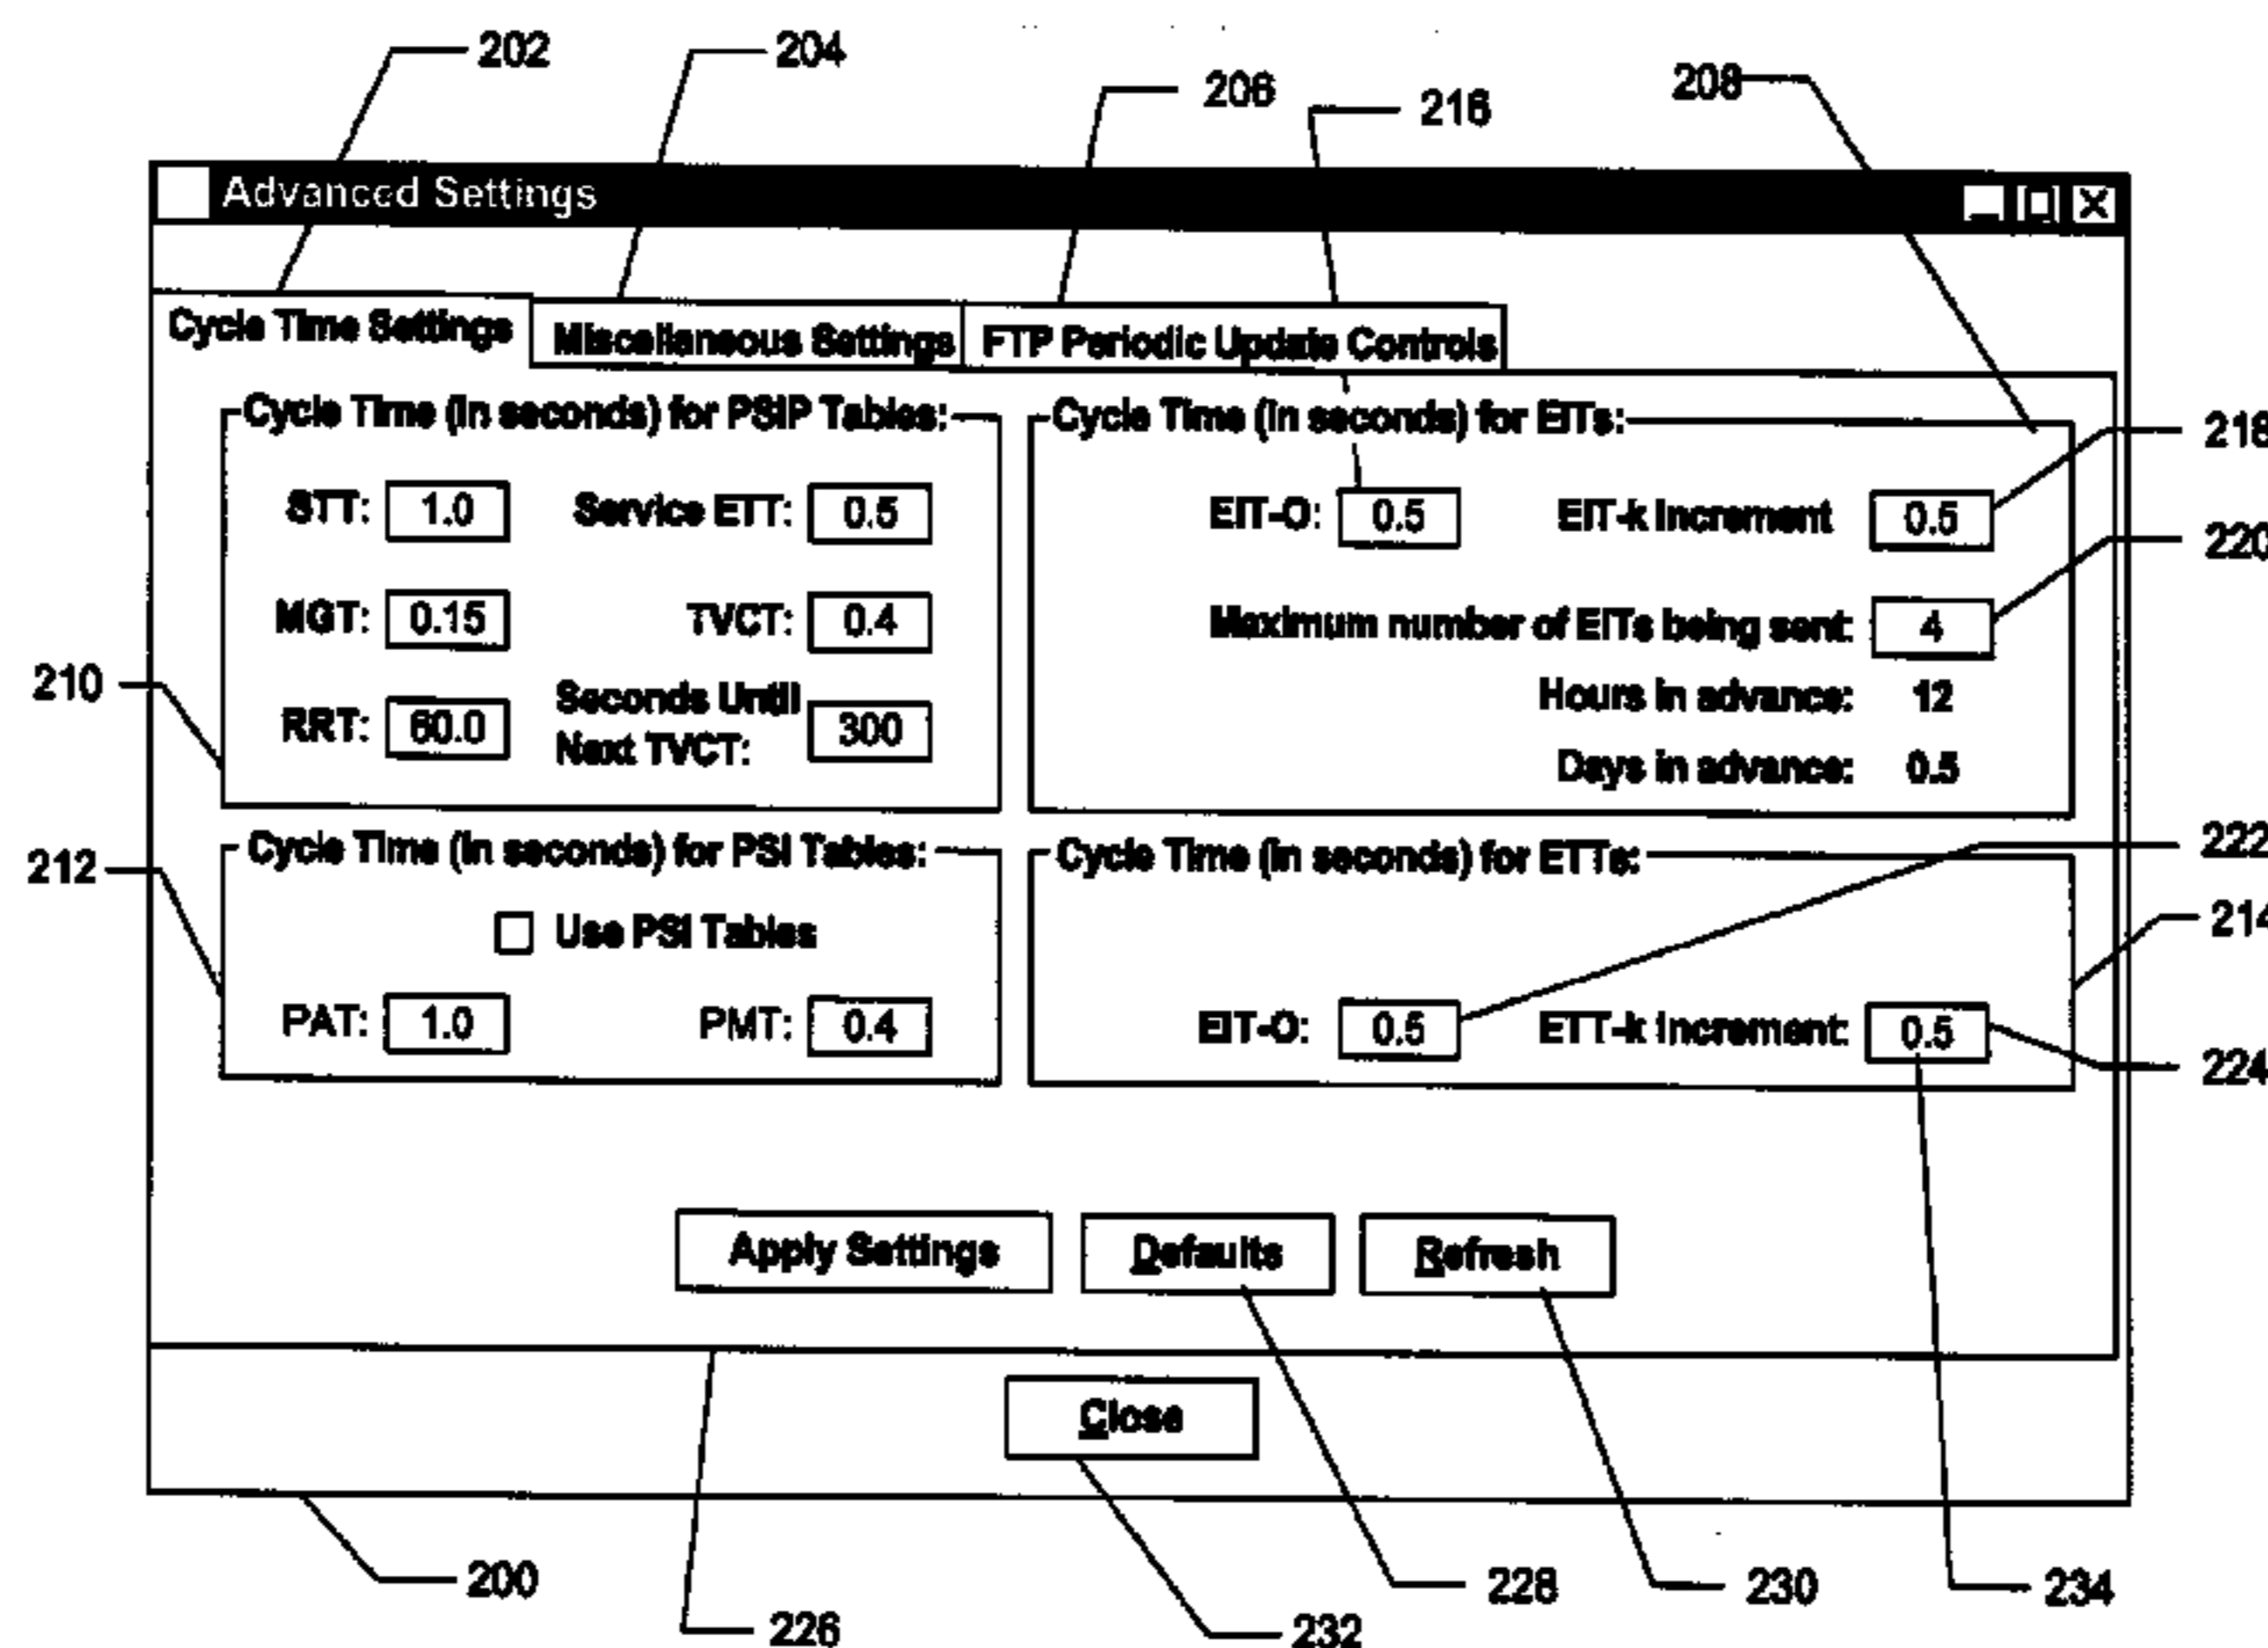 202
204
206
216
208
Advanced Settings
Cycle Time Settings
Miscellaneous Settings
FTP Periodic Update Controls
Cycle Time (in seconds) for PSIP Tables:
STT: 1.0
Service ETT: 0.5
MGT: 0.15
TVCT: 0.4
RRT: 60.0
Seconds Until
Next TVCT: 300
210
Cycle Time (in seconds) for EITs:
EIT-O: 0.5
EIT-k Increment 0.5
218
Maximum number of EITs being sent: 4
220
Hours in advance: 12
Days in advance: 0.5
Cycle Time (in seconds) for PSI Tables:
212
Use PSI Tables
PAT: 1.0
PMT: 0.4
Cycle Time (in seconds) for ETTs:
222
214
EIT-O: 0.5
ETT-k Increment: 0.5
224
Apply Settings
Defaults
Refresh
Close
200
226
232
228
230
234